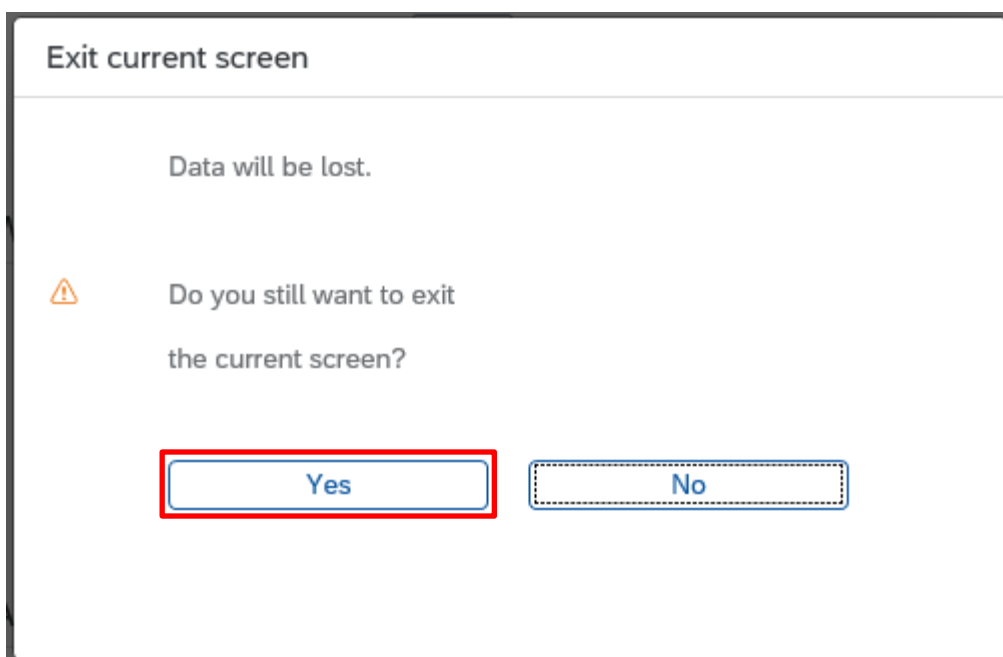 Exit current screen
Data will be lost.
Do you still want to exit
the current screen?
Yes
No